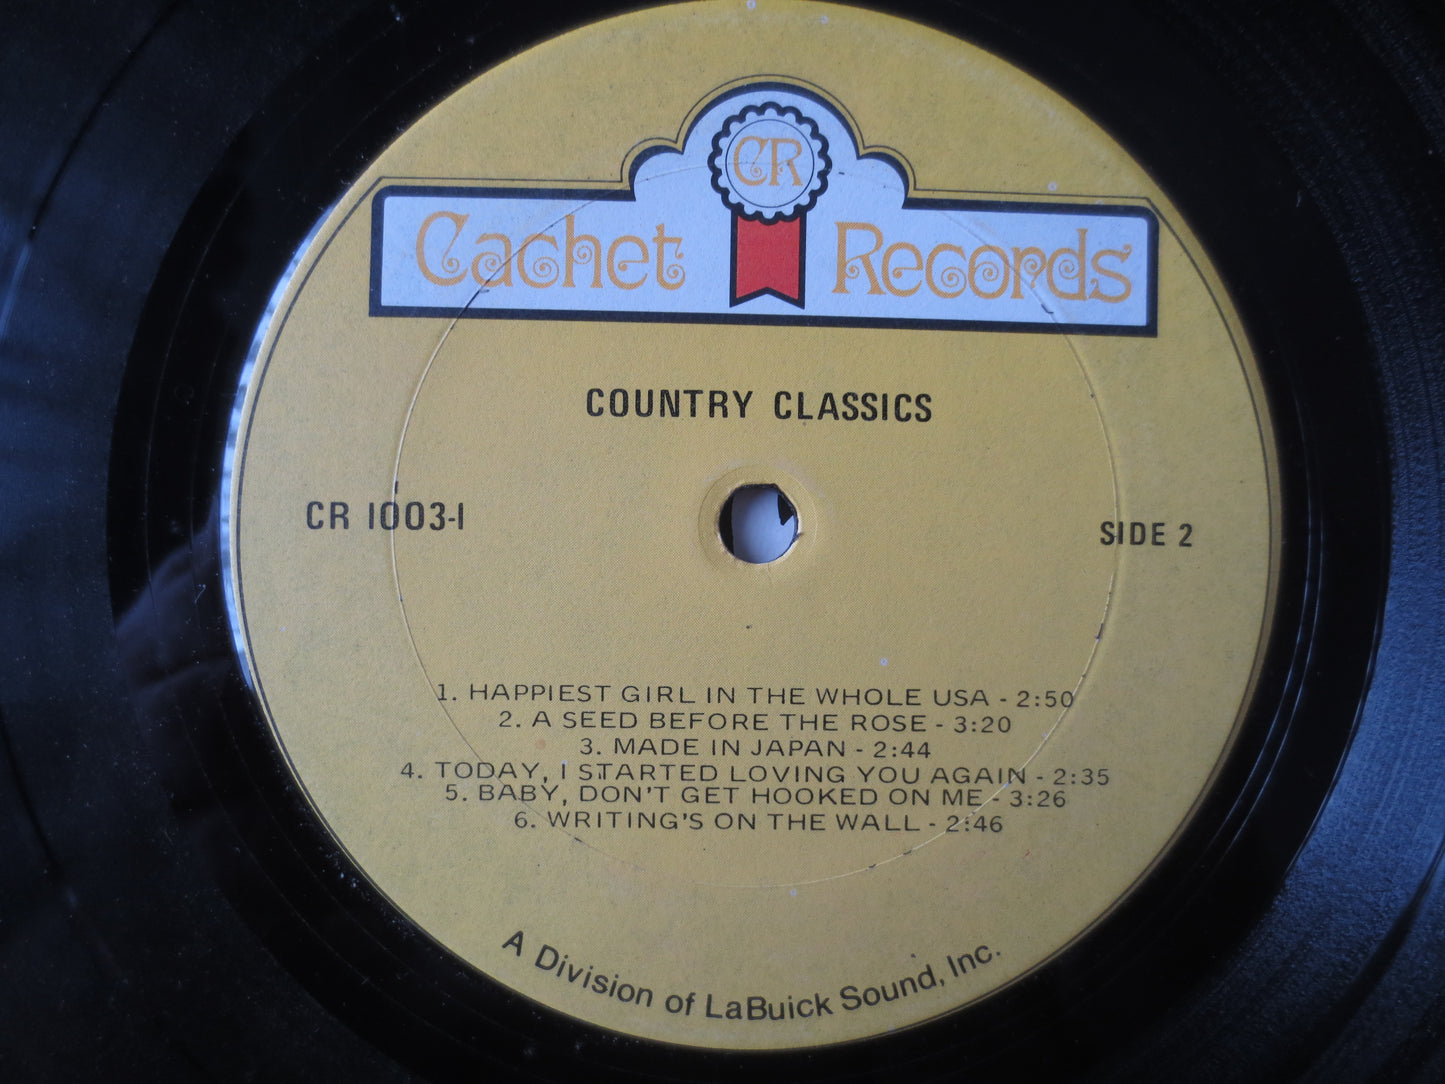 CR
Cachet Records
COUNTRY CLASSICS
CR 1003-1
SIDE 2
1. HAPPIEST GIRL IN THE WHOLE USA - 2:50
2. A SEED BEFORE THE ROSE - 3:20
3. MADE IN JAPAN - 2:44
4. TODAY, I STARTED LOVING YOU AGAIN - 2:35
5. BABY, DON'T GET HOOKED ON ME - 3:26
6. WRITING'S ON THE WALL - 2:46
A Division of LaBuick Sound, Inc.